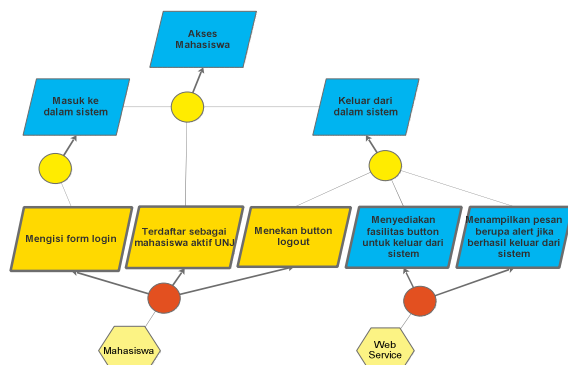 Akses
Mahasiswa
Masuk ke
dalam sistem
Keluar dari
dalam sistem
Mengisi form login
Terdaftar sebagai
mahasiswa aktif UNJ
Menekan button
logout
Menyediakan
fasilitas button
untuk keluar dari
sistem
Menampilkan pesan
berupa alert jika
berhasil keluar dari
sistem
Mahasiswa
Web
Service